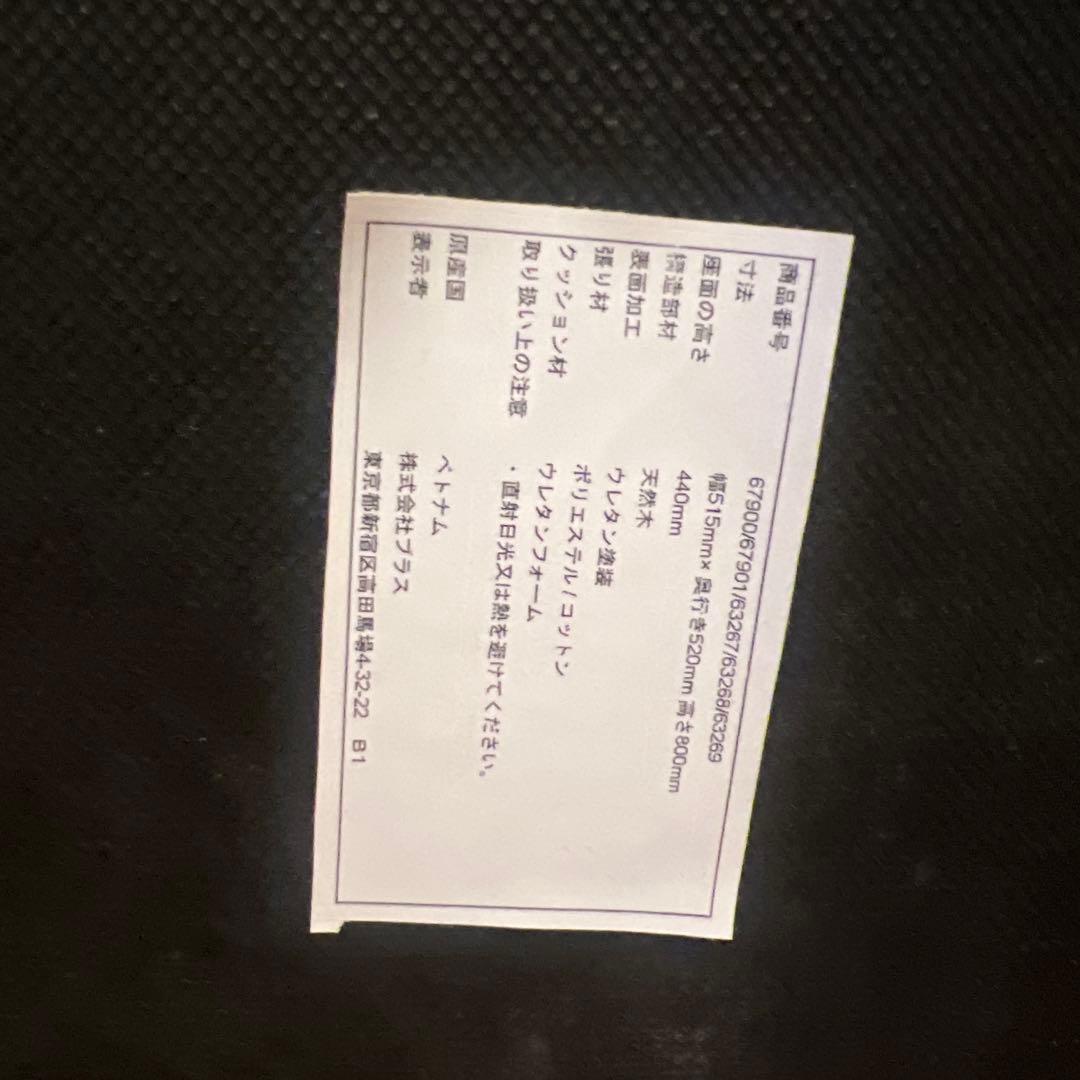 商品番号 67900/67901/63267/63268/63269
寸法 幅515mm× 奥行き520mm 高さ800mm
座面の高さ 440mm
構造部材 天然木
表面加工 ウレタン塗装
張り材 ポリエステル/コットン
クッション材 ウレタンフォーム
取り扱い上の注意 ・直射日光又は熱を避けてください。
原産国 ベトナム
表示者 株式会社プラス
東京都新宿区高田馬場4-32-22 B1